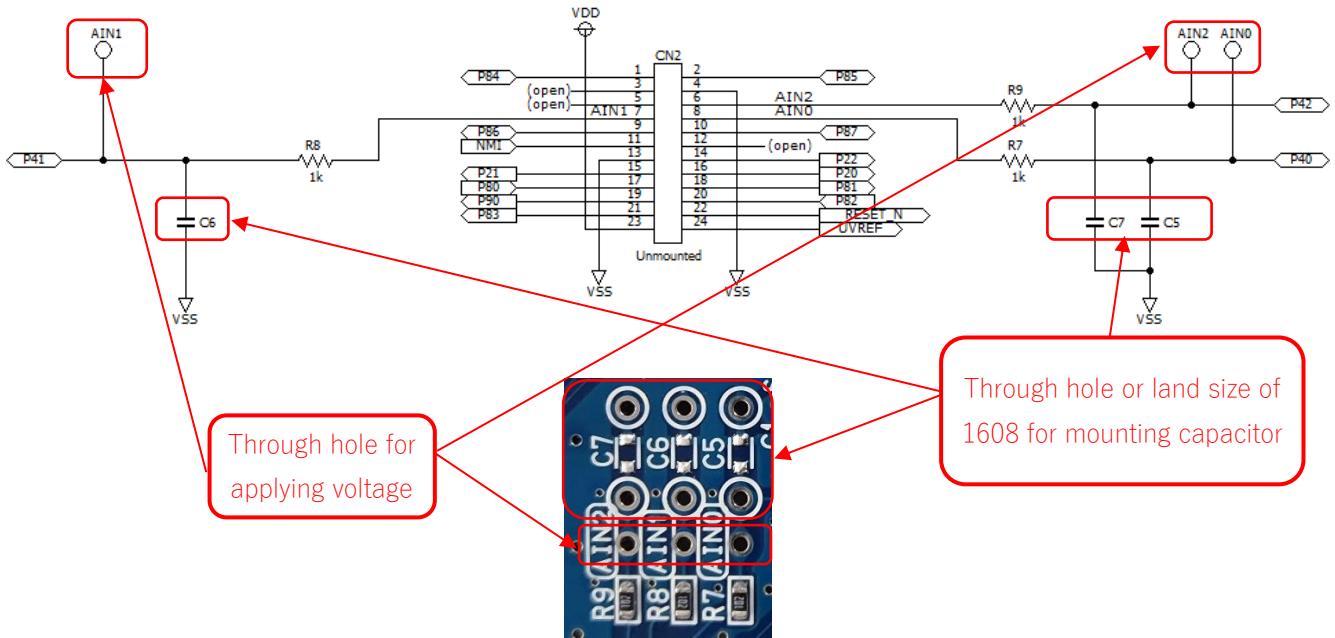 AIN1
P41
C6
VSS
R8
1k
VDD
CN2
P84 1 2 P85
(open) 3 4
(open) 5 6 AIN2
AIN1 7 8 AIN0
P86 9 10 P87
NMI 11 12 (open)
13 14 P22
P21 15 16 P20
P80 17 18 P81
P90 19 20 P82
P83 21 22 RESET_N
23 24 UVREF
Unmounted
VSS
VSS
R9
1k
R7
1k
AIN2 AIN0
P42
P40
C7 C5
VSS
Through hole for
applying voltage
Through hole or land size of
1608 for mounting capacitor
C7 C6 C5
AIN2 AIN1 AIN0
R9 R8 R7
102 102 102